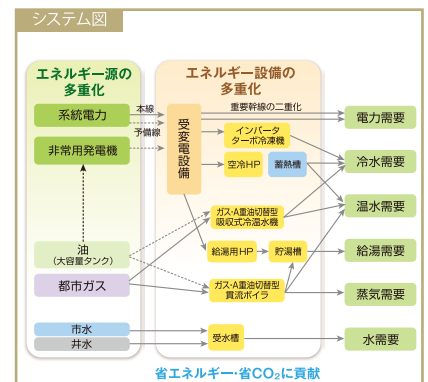 システム図
エネルギー源の
多重化
エネルギー設備の
多重化
系統電力
本線
予備線
非常用発電機
受変電設備
重要幹線の二重化
インバータ
ターボ冷凍機
空冷HP
蓄熱槽
ガス・A重油切替型
吸収式冷温水機
給湯用HP
貯湯槽
ガス・A重油切替型
貫流ボイラ
油
(大容量タンク)
都市ガス
市水
井水
受水槽
電力需要
冷水需要
温水需要
給湯需要
蒸気需要
水需要
省エネルギー・省CO₂に貢献